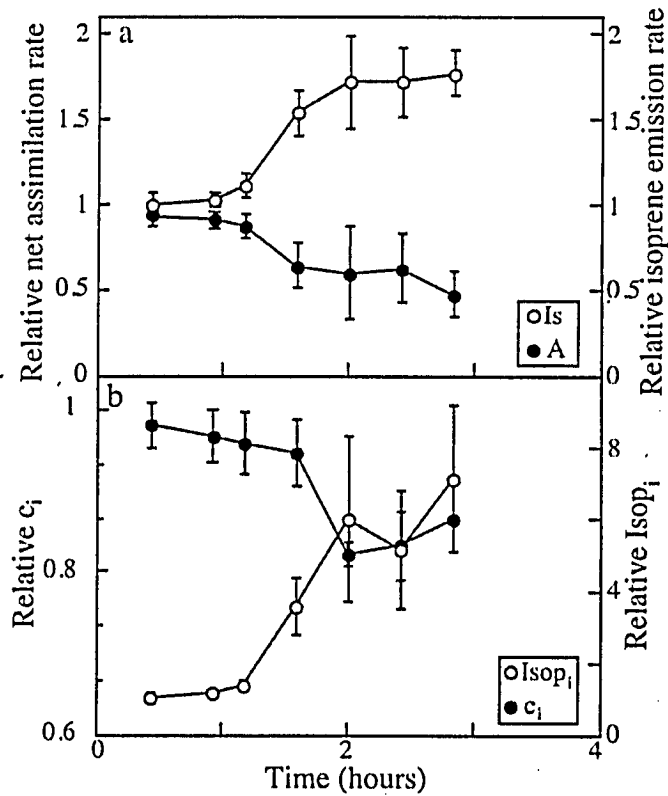 a
Relative net assimilation rate
2
1.5
1
0.5
0
2
1.5
1
0.5
0
Relative isoprene emission rate
Is
A
b
Relative ci
1
0.8
0.6
8
6
4
2
0
Relative Isopi
Isopi
ci
0
2
4
Time (hours)